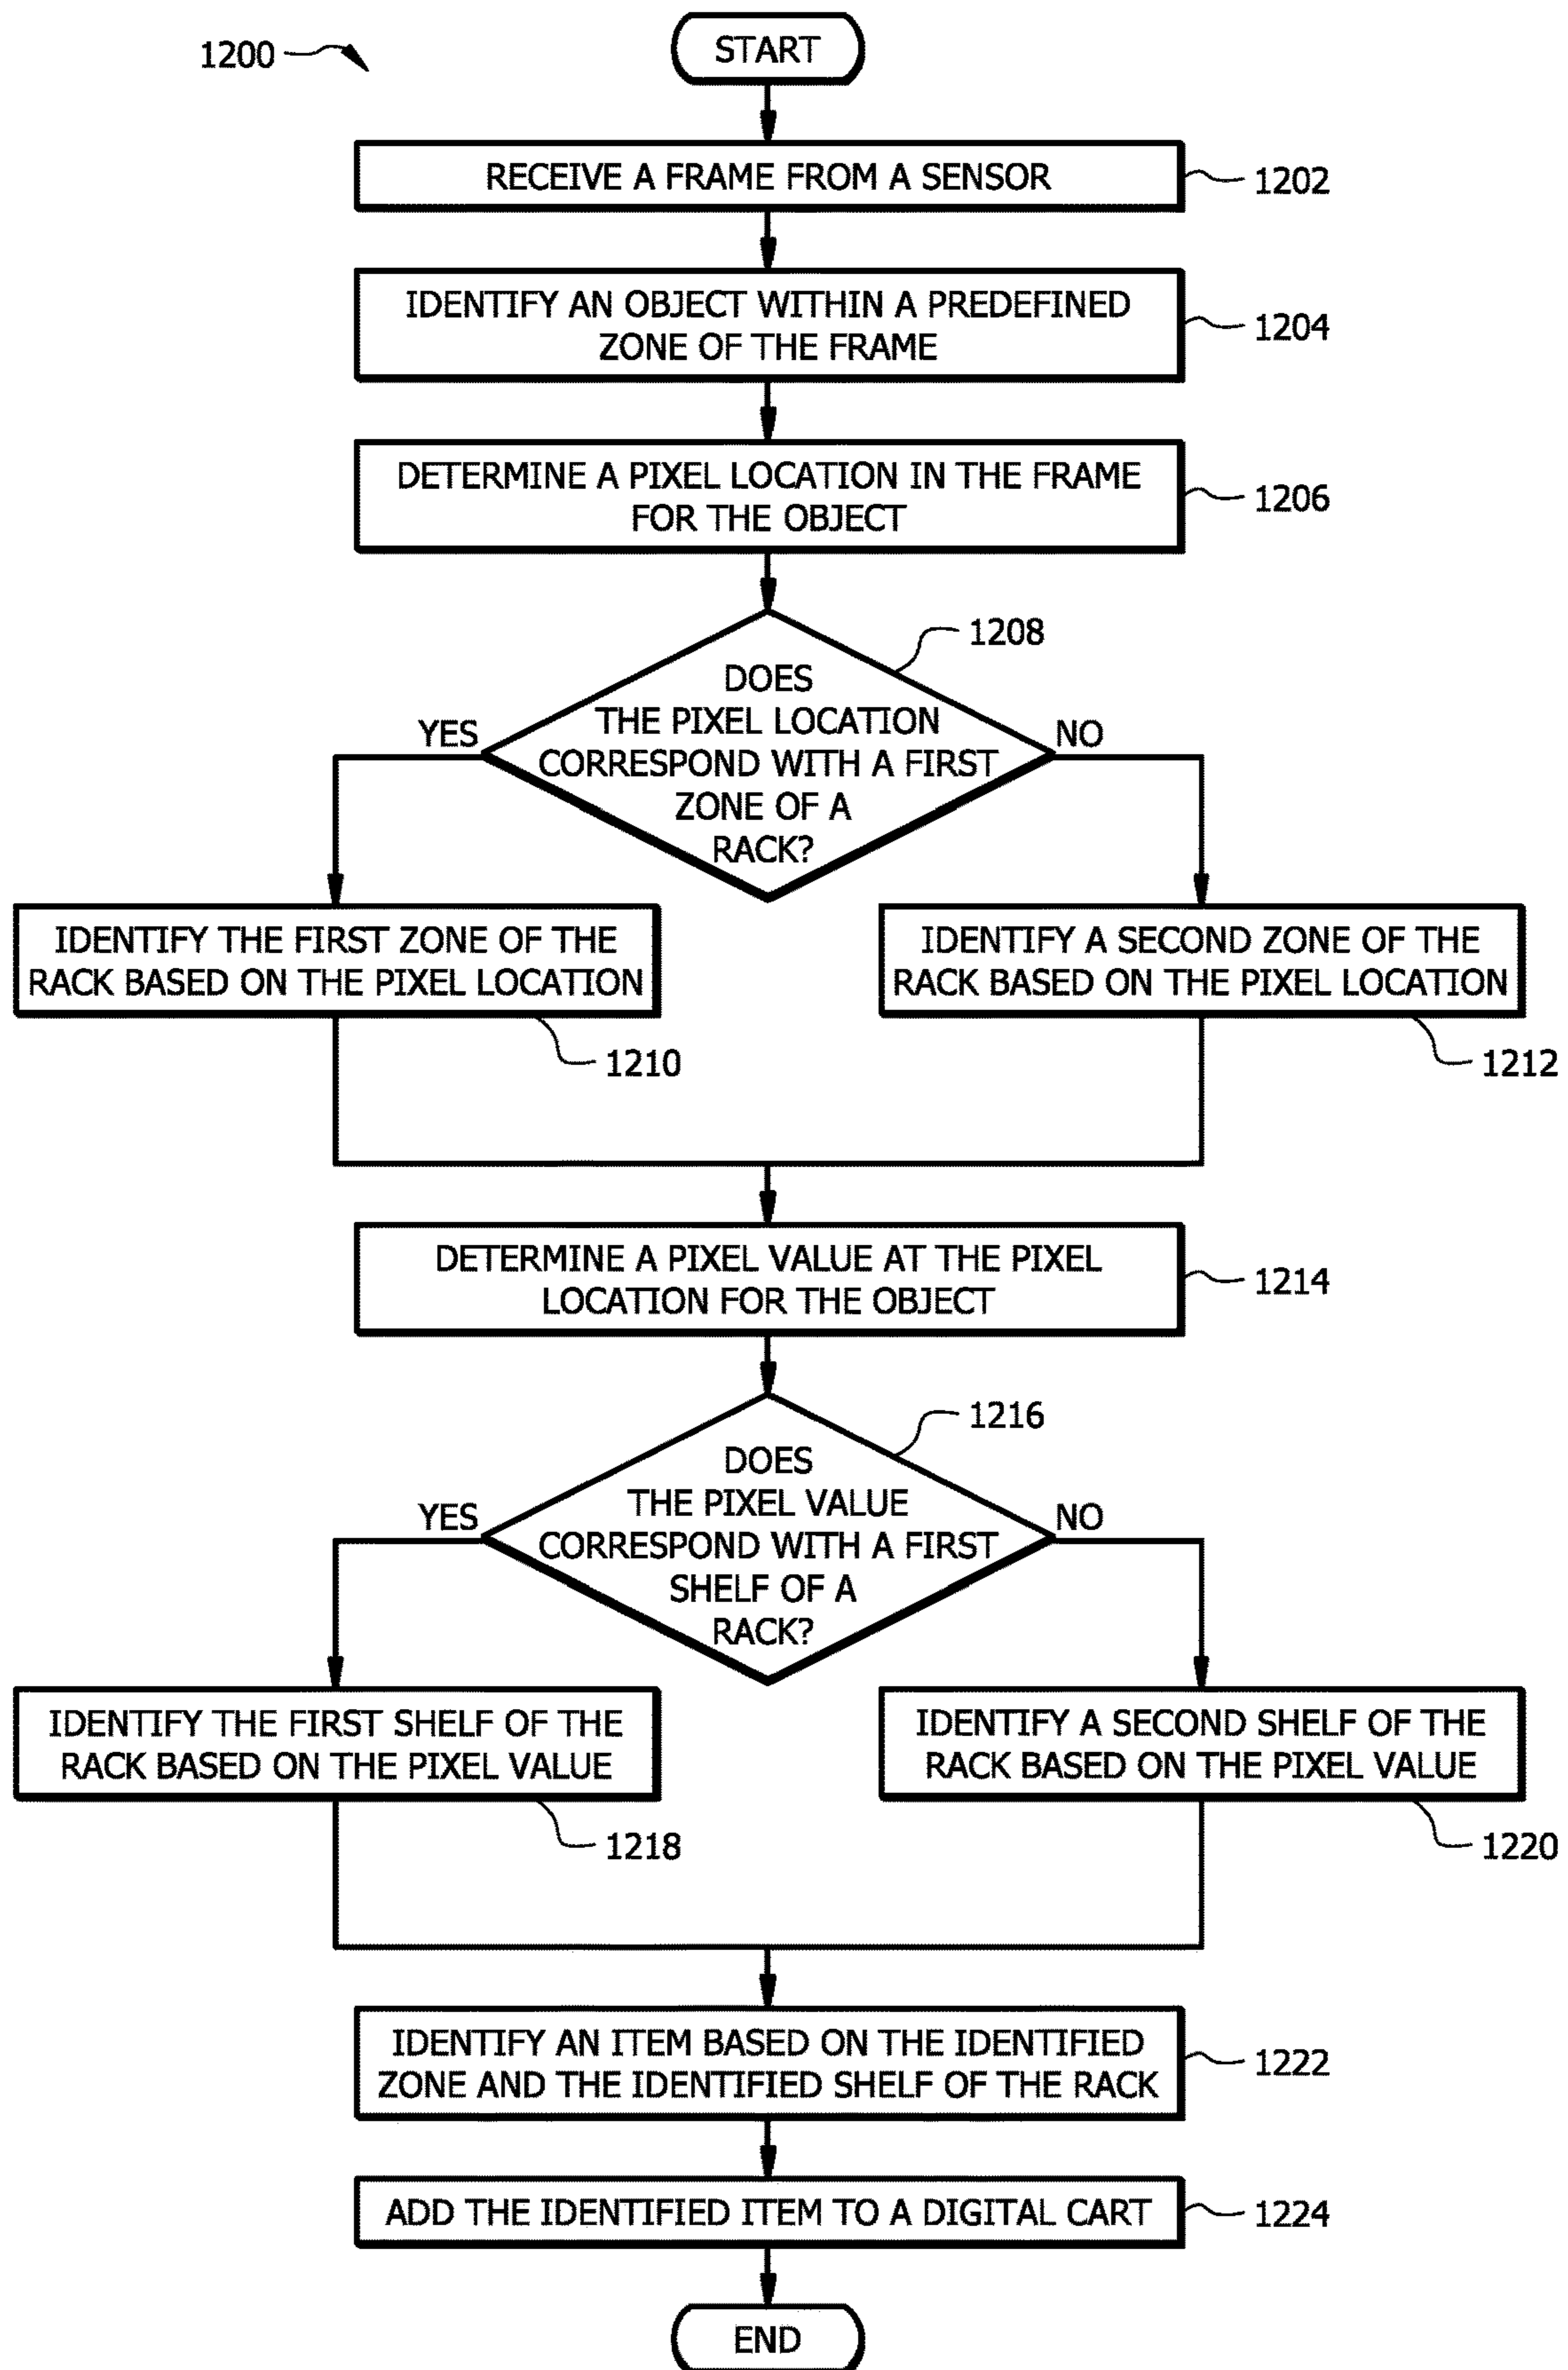 1200
START
RECEIVE A FRAME FROM A SENSOR
1202
IDENTIFY AN OBJECT WITHIN A PREDEFINED
ZONE OF THE FRAME
1204
DETERMINE A PIXEL LOCATION IN THE FRAME
FOR THE OBJECT
1206
1208
DOES
THE PIXEL LOCATION
CORRESPOND WITH A FIRST
ZONE OF A
RACK?
YES
NO
IDENTIFY THE FIRST ZONE OF THE
RACK BASED ON THE PIXEL LOCATION
1210
IDENTIFY A SECOND ZONE OF THE
RACK BASED ON THE PIXEL LOCATION
1212
DETERMINE A PIXEL VALUE AT THE PIXEL
LOCATION FOR THE OBJECT
1214
1216
DOES
THE PIXEL VALUE
CORRESPOND WITH A FIRST
SHELF OF A
RACK?
YES
NO
IDENTIFY THE FIRST SHELF OF THE
RACK BASED ON THE PIXEL VALUE
1218
IDENTIFY A SECOND SHELF OF THE
RACK BASED ON THE PIXEL VALUE
1220
IDENTIFY AN ITEM BASED ON THE IDENTIFIED
ZONE AND THE IDENTIFIED SHELF OF THE RACK
1222
ADD THE IDENTIFIED ITEM TO A DIGITAL CART
1224
END